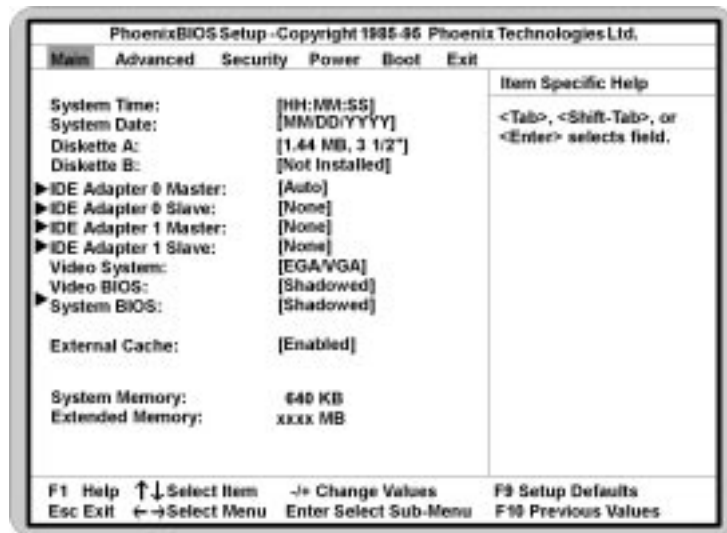 PhoenixBIOS Setup -Copyright 1985-95 Phoenix Technologies Ltd.
Main Advanced Security Power Boot Exit
Item Specific Help
<Tab>, <Shift-Tab>, or
<Enter> selects field.
System Time: [HH:MM:SS]
System Date: [MM/DD/YYYY]
Diskette A: [1.44 MB, 3 1/2"]
Diskette B: [Not Installed]
▶IDE Adapter 0 Master: [Auto]
▶IDE Adapter 0 Slave: [None]
▶IDE Adapter 1 Master: [None]
▶IDE Adapter 1 Slave: [None]
Video System: [EGA/VGA]
Video BIOS: [Shadowed]
▶System BIOS: [Shadowed]
External Cache: [Enabled]
System Memory: 640 KB
Extended Memory: xxxx MB
F1 Help ↑↓Select Item -/+ Change Values F9 Setup Defaults
Esc Exit ←→Select Menu Enter Select Sub-Menu F10 Previous Values